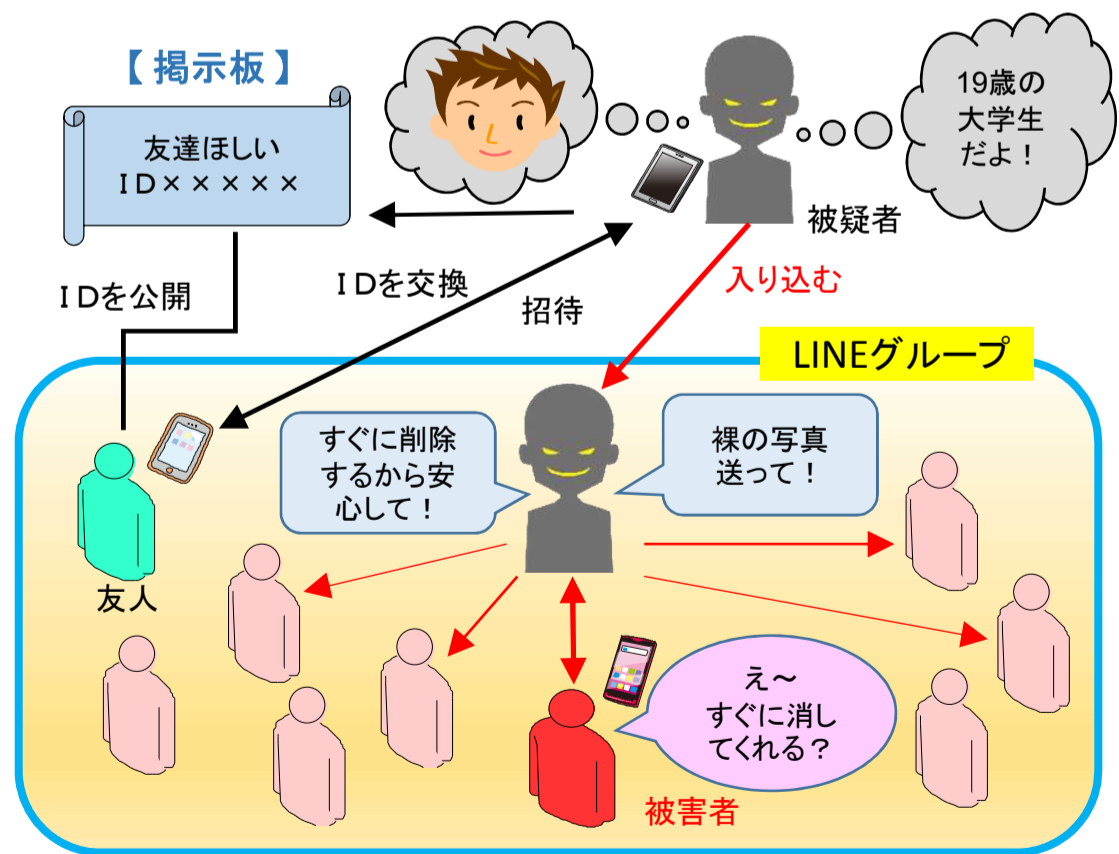 【掲示板】
友達ほしい
ＩＤ×××××
19歳の
大学生
だよ！
被疑者
ＩＤを公開
ＩＤを交換
招待
入り込む
LINEグループ
すぐに削除
するから安
心して！
裸の写真
送って！
友人
え～
すぐに消し
てくれる？
被害者